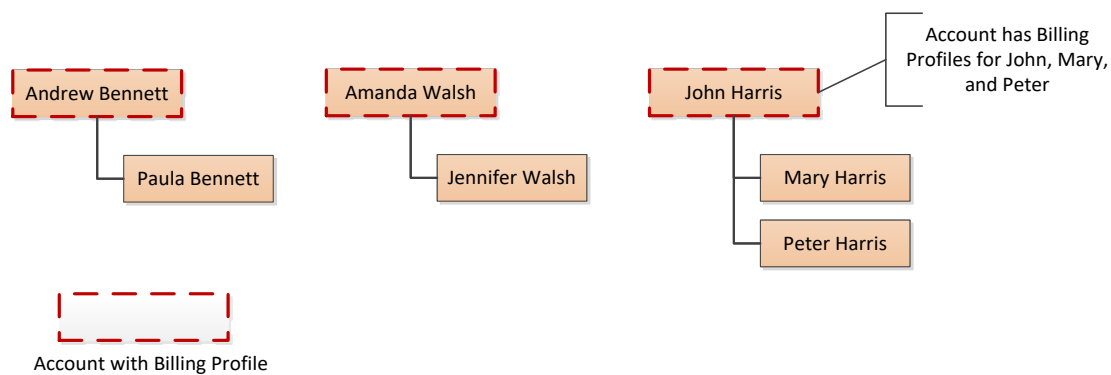 Account has Billing
Profiles for John, Mary,
and Peter
Andrew Bennett
Amanda Walsh
John Harris
Paula Bennett
Jennifer Walsh
Mary Harris
Peter Harris
Account with Billing Profile